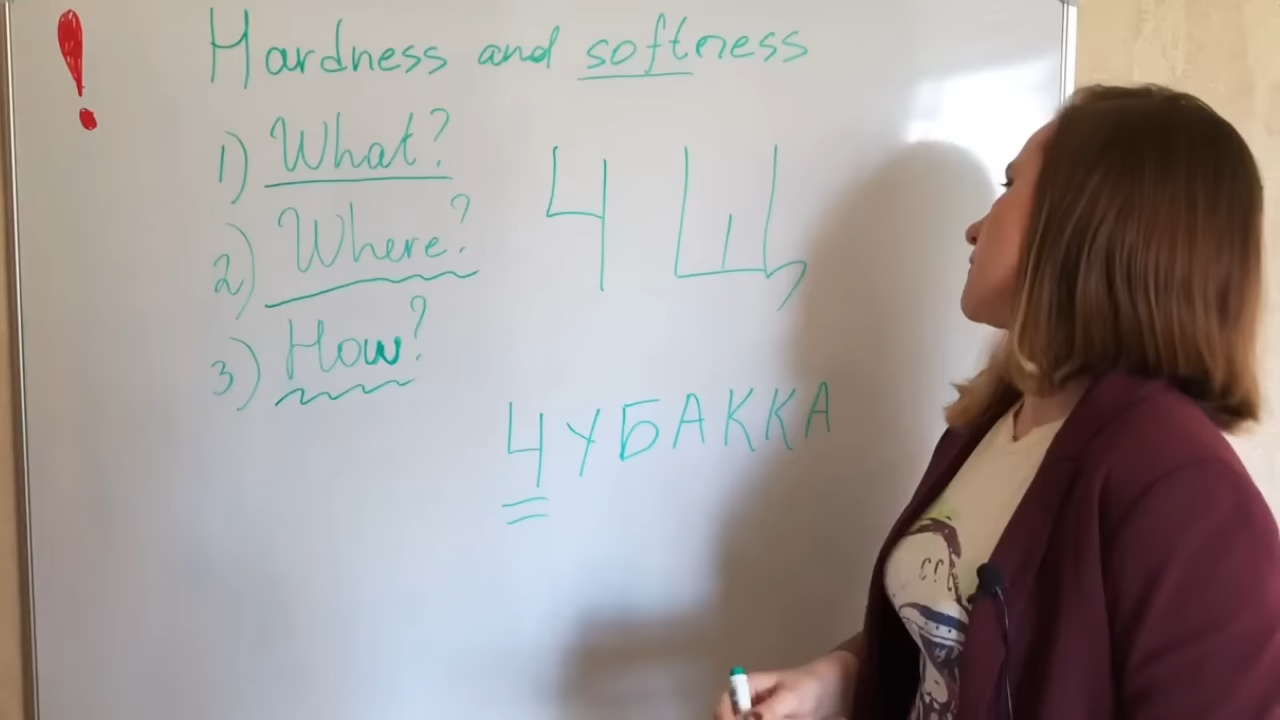 ! Hardness and softness
1) What?
2) Where?
3) How?
Ч Щ
ЧУБАККА